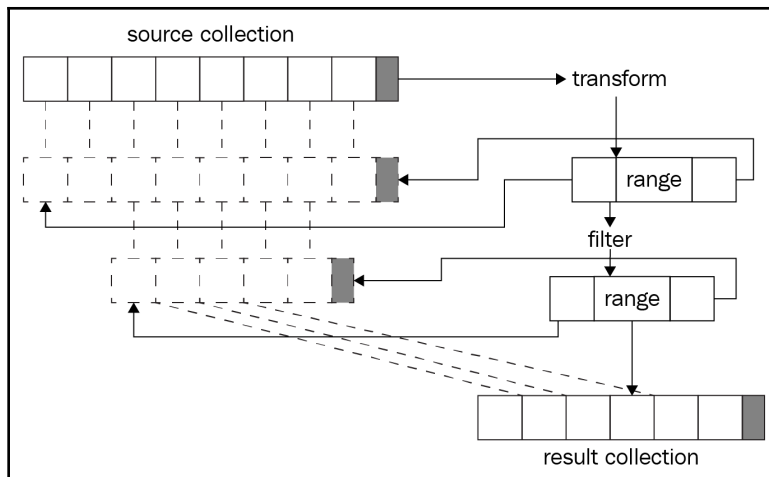 source collection
transform
range
filter
range
result collection